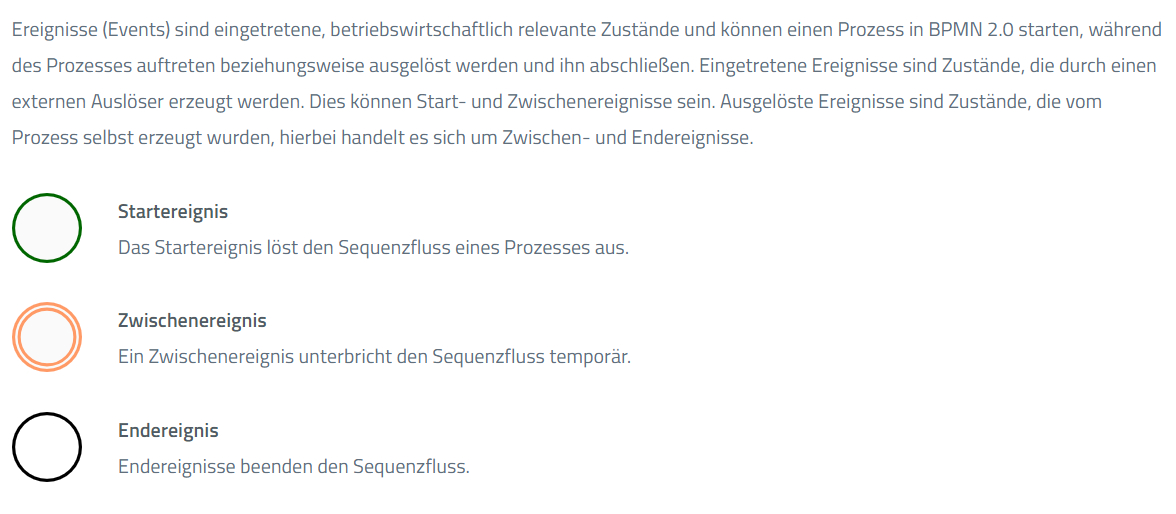 Ereignisse (Events) sind eingetretene, betriebswirtschaftlich relevante Zustände und können einen Prozess in BPMN 2.0 starten, während
des Prozesses auftreten beziehungsweise ausgelöst werden und ihn abschließen. Eingetretene Ereignisse sind Zustände, die durch einen
externen Auslöser erzeugt werden. Dies können Start- und Zwischenereignisse sein. Ausgelöste Ereignisse sind Zustände, die vom
Prozess selbst erzeugt wurden, hierbei handelt es sich um Zwischen- und Endereignisse.
Startereignis
Das Startereignis löst den Sequenzfluss eines Prozesses aus.
Zwischenereignis
Ein Zwischenereignis unterbricht den Sequenzfluss temporär.
Endereignis
Endereignisse beenden den Sequenzfluss.